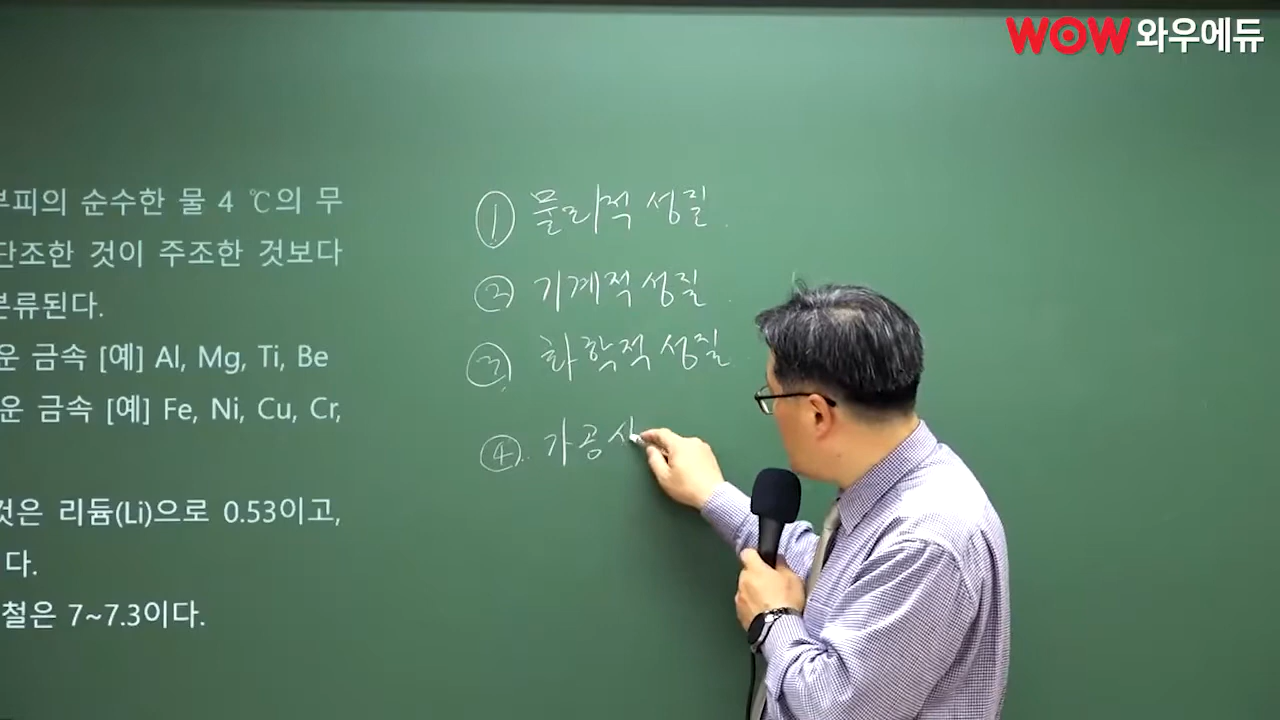 WOW 와우에듀
부피의 순수한 물 4 ℃의 무
단조한 것이 주조한 것보다
분류된다.
운 금속 [예] Al, Mg, Ti, Be
운 금속 [예] Fe, Ni, Cu, Cr,
것은 리듐(Li)으로 0.53이고,
다.
철은 7~7.3이다.
① 물리적 성질.
② 기계적 성질.
③ 화학적 성질
④. 가공